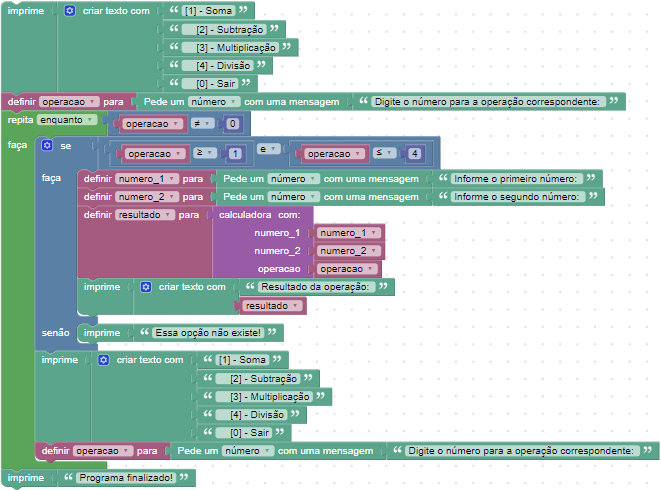 imprime criar texto com “ [1] - Soma ”
“ [2] - Subtração ”
“ [3] - Multiplicação ”
“ [4] - Divisão ”
“ [0] - Sair ”
definir operacao para Pede um número com uma mensagem “ Digite o número para a operação correspondente: ”
repita enquanto operacao ≠ 0
faça se operacao ≥ 1 e operacao ≤ 4
faça definir numero_1 para Pede um número com uma mensagem “ Informe o primeiro número: ”
definir numero_2 para Pede um número com uma mensagem “ Informe o segundo número: ”
definir resultado para calculadora com:
numero_1 numero_1
numero_2 numero_2
operacao operacao
imprime criar texto com “ Resultado da operação: ”
resultado
senão imprime “ Essa opção não existe! ”
imprime criar texto com “ [1] - Soma ”
“ [2] - Subtração ”
“ [3] - Multiplicação ”
“ [4] - Divisão ”
“ [0] - Sair ”
definir operacao para Pede um número com uma mensagem “ Digite o número para a operação correspondente: ”
imprime “ Programa finalizado! ”